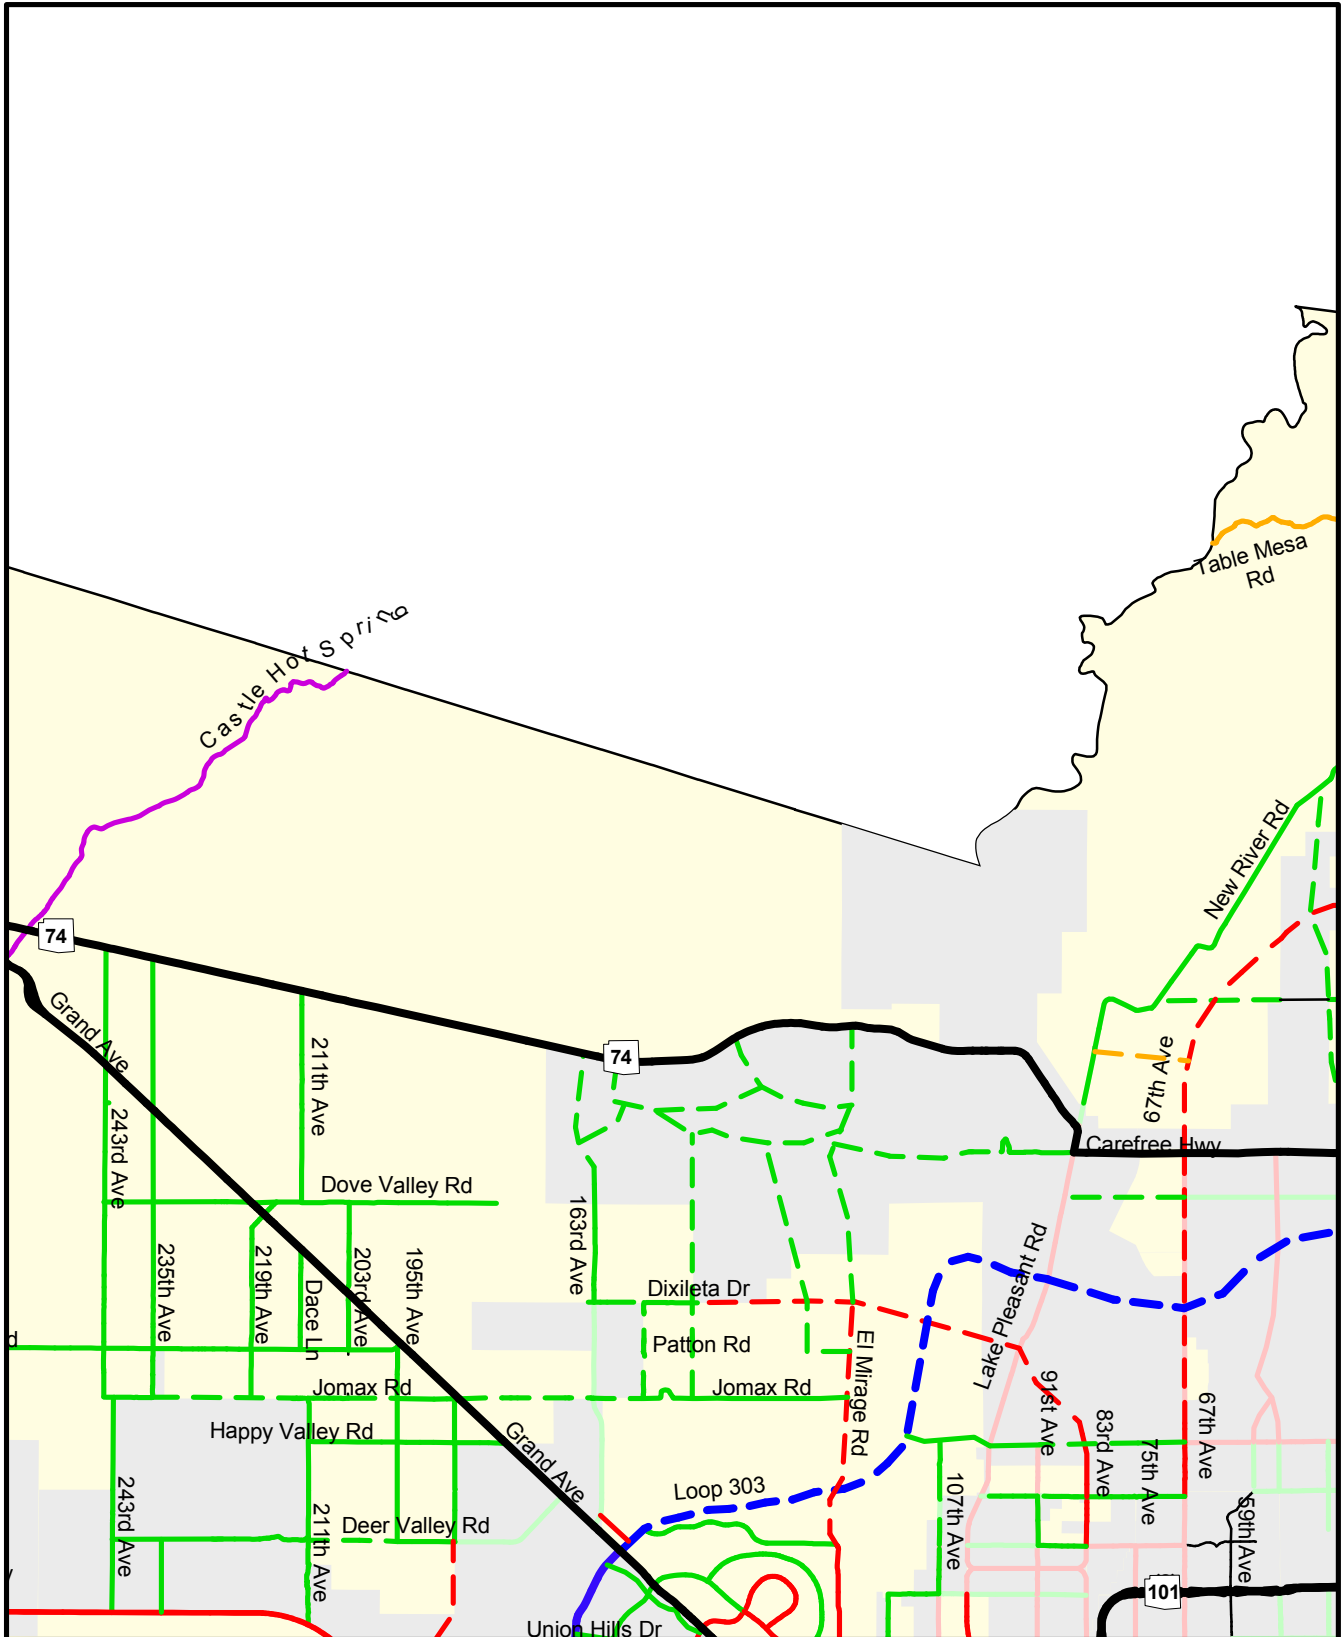 Table Mesa
Rd
Castle Hot Spring
New River Rd
74
Grand Ave
74
211th Ave
67th Ave
243rd Ave
Carefree Hwy
Dove Valley Rd
163rd Ave
235th Ave
219th Ave
Dace Ln
203rd Ave
195th Ave
Lake Pleasant Rd
Dixileta Dr
d
Patton Rd
El Mirage Rd
Jomax Rd
Jomax Rd
91st Ave
67th Ave
83rd Ave
75th Ave
Happy Valley Rd
Grand Ave
Loop 303
107th Ave
243rd Ave
211th Ave
Deer Valley Rd
59th Ave
101
Union Hills Dr